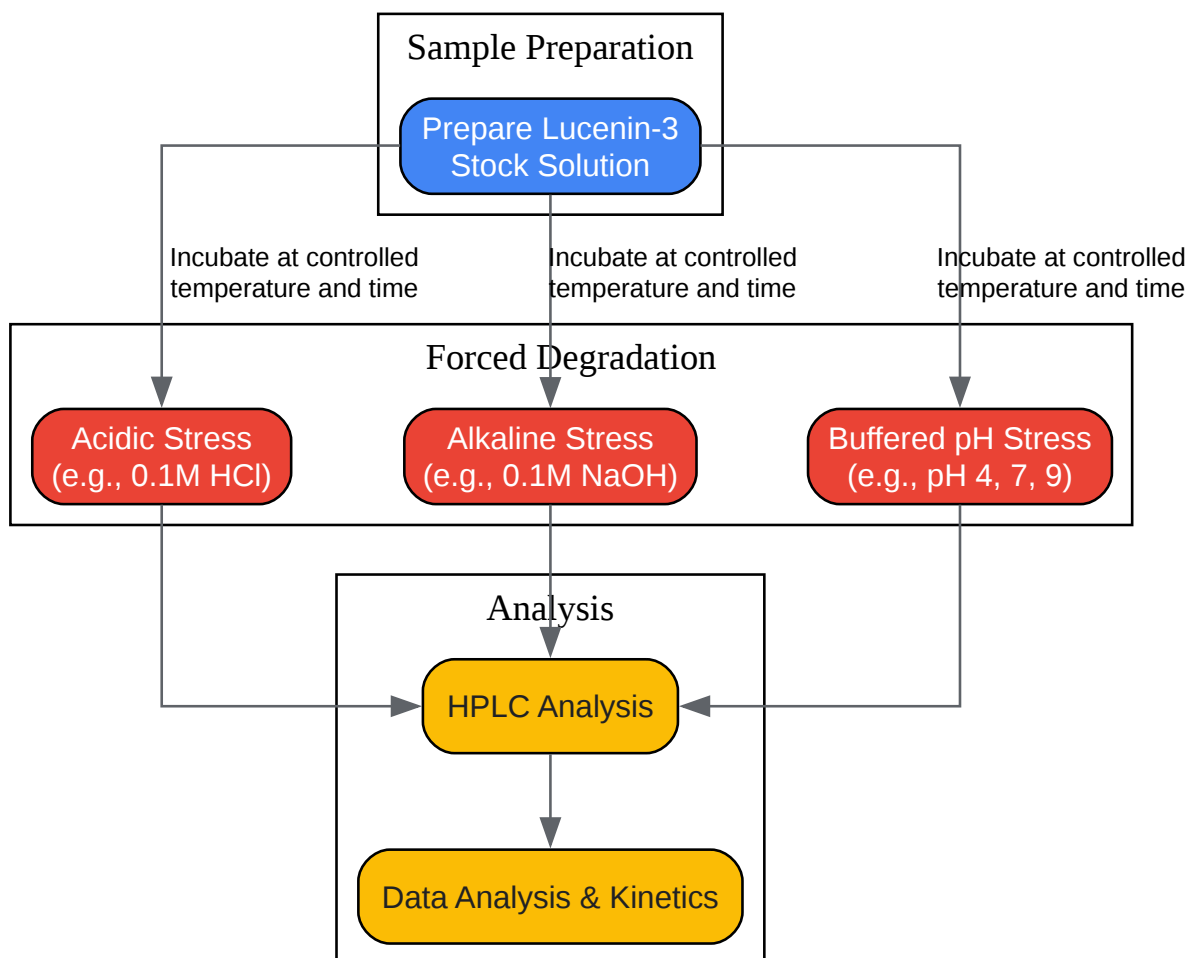 Sample Preparation
Prepare Lucenin-3
Stock Solution
Incubate at controlled
temperature and time
Incubate at controlled
temperature and time
Incubate at controlled
temperature and time
Forced Degradation
Acidic Stress
(e.g., 0.1M HCl)
Alkaline Stress
(e.g., 0.1M NaOH)
Buffered pH Stress
(e.g., pH 4, 7, 9)
Analysis
HPLC Analysis
Data Analysis & Kinetics